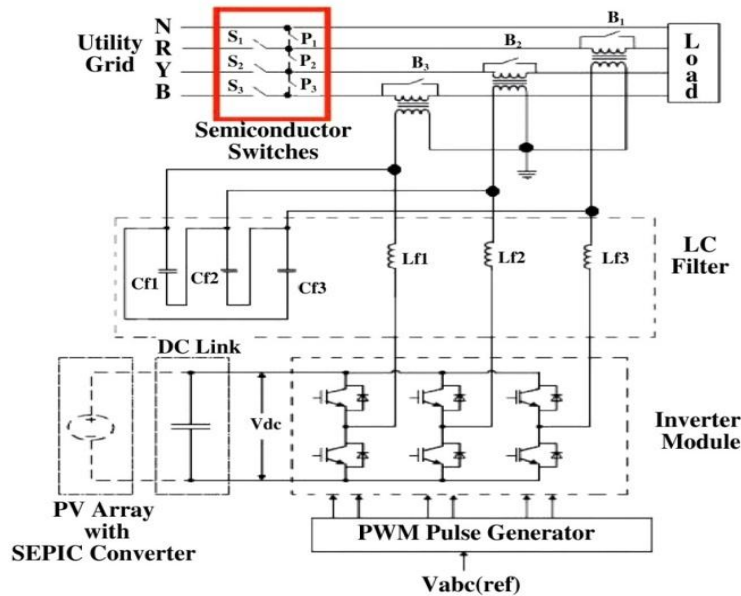 N
R
Y
B
Utility
Grid
S₁
S₂
S₃
P₁
P₂
P₃
Semiconductor
Switches
B₁
B₂
B₃
Load
Cf1
Cf2
Cf3
Lf1
Lf2
Lf3
LC
Filter
DC Link
Vdc
PV Array
with
SEPIC Converter
Inverter
Module
PWM Pulse Generator
Vabc(ref)